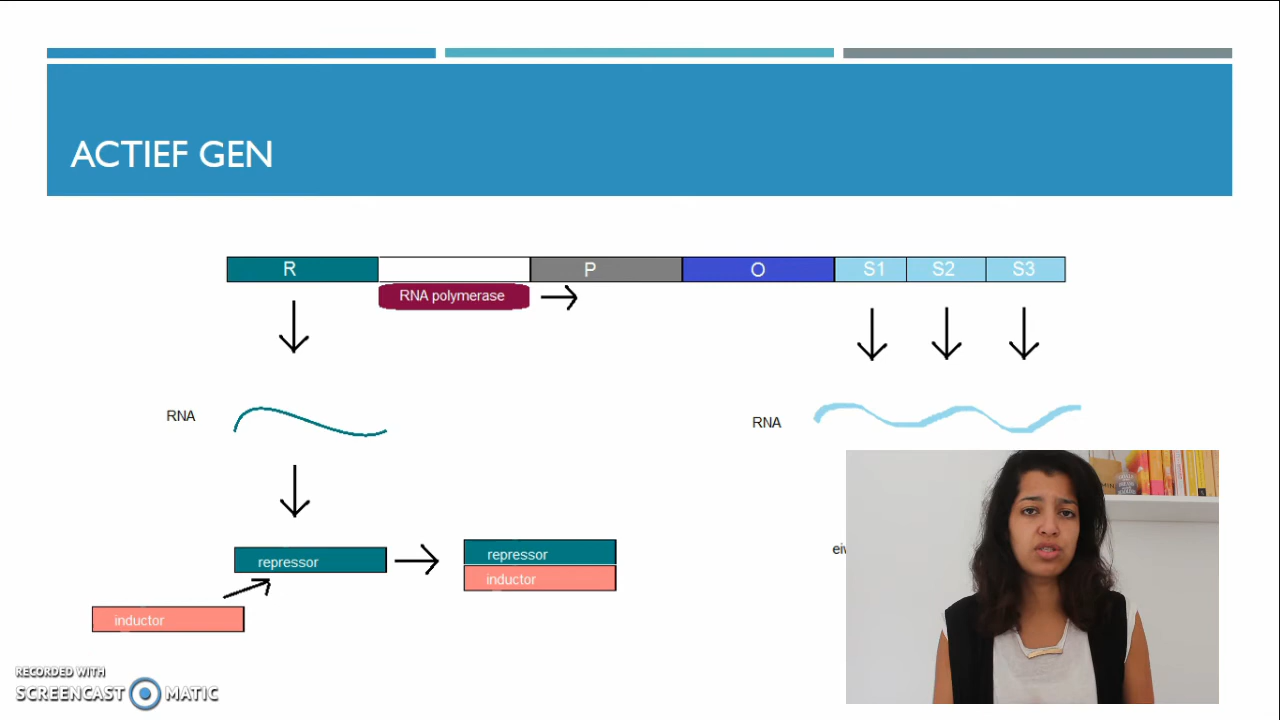 ACTIEF GEN
R
P
O
S1
S2
S3
RNA polymerase
RNA
RNA
repressor
repressor
inductor
inductor
RECORDED WITH
SCREENCAST MATIC